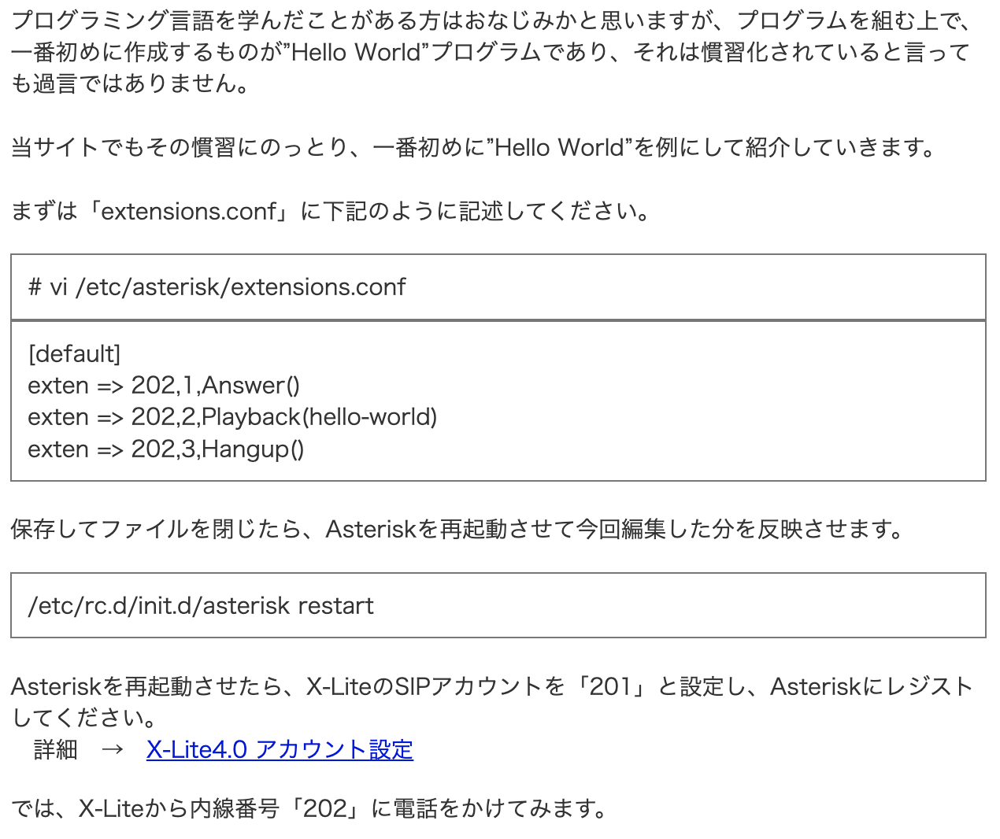 プログラミング言語を学んだことがある方はおなじみかと思いますが、プログラムを組む上で、
一番初めに作成するものが”Hello World”プログラムであり、それは慣習化されていると言って
も過言ではありません。
当サイトでもその慣習にのっとり、一番初めに”Hello World”を例にして紹介していきます。
まずは「extensions.conf」に下記のように記述してください。
# vi /etc/asterisk/extensions.conf
[default]
exten => 202,1,Answer()
exten => 202,2,Playback(hello-world)
exten => 202,3,Hangup()
保存してファイルを閉じたら、Asteriskを再起動させて今回編集した分を反映させます。
/etc/rc.d/init.d/asterisk restart
Asteriskを再起動させたら、X-LiteのSIPアカウントを「201」と設定し、Asteriskにレジスト
してください。
　詳細　→　X-Lite4.0 アカウント設定
では、X-Liteから内線番号「202」に電話をかけてみます。